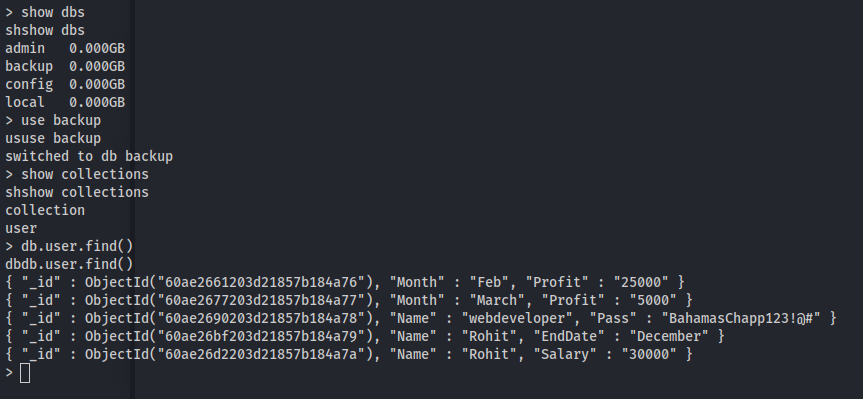 > show dbs
shshow dbs
admin   0.000GB
backup  0.000GB
config  0.000GB
local   0.000GB
> use backup
ususe backup
switched to db backup
> show collections
shshow collections
collection
user
> db.user.find()
dbdb.user.find()
{ "_id" : ObjectId("60ae2661203d21857b184a76"), "Month" : "Feb", "Profit" : "25000" }
{ "_id" : ObjectId("60ae2677203d21857b184a77"), "Month" : "March", "Profit" : "5000" }
{ "_id" : ObjectId("60ae2690203d21857b184a78"), "Name" : "webdeveloper", "Pass" : "BahamasChapp123!@#" }
{ "_id" : ObjectId("60ae26bf203d21857b184a79"), "Name" : "Rohit", "EndDate" : "December" }
{ "_id" : ObjectId("60ae26d2203d21857b184a7a"), "Name" : "Rohit", "Salary" : "30000" }
>